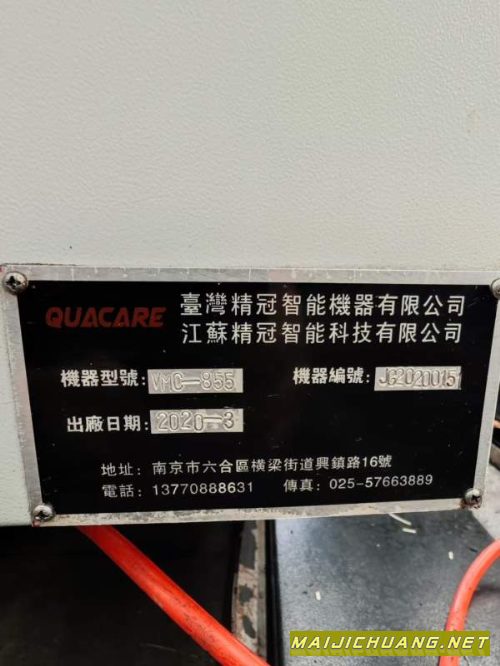 QUACARE 臺灣精冠智能機器有限公司
江蘇精冠智能科技有限公司
機器型號: VMC-855 機器編號: JG2020015
出廠日期: 2020-3
地址: 南京市六合區橫梁街道興鎮路16號
電話: 13770888631 傳真: 025-57663889
MAIJICHUANG.NET